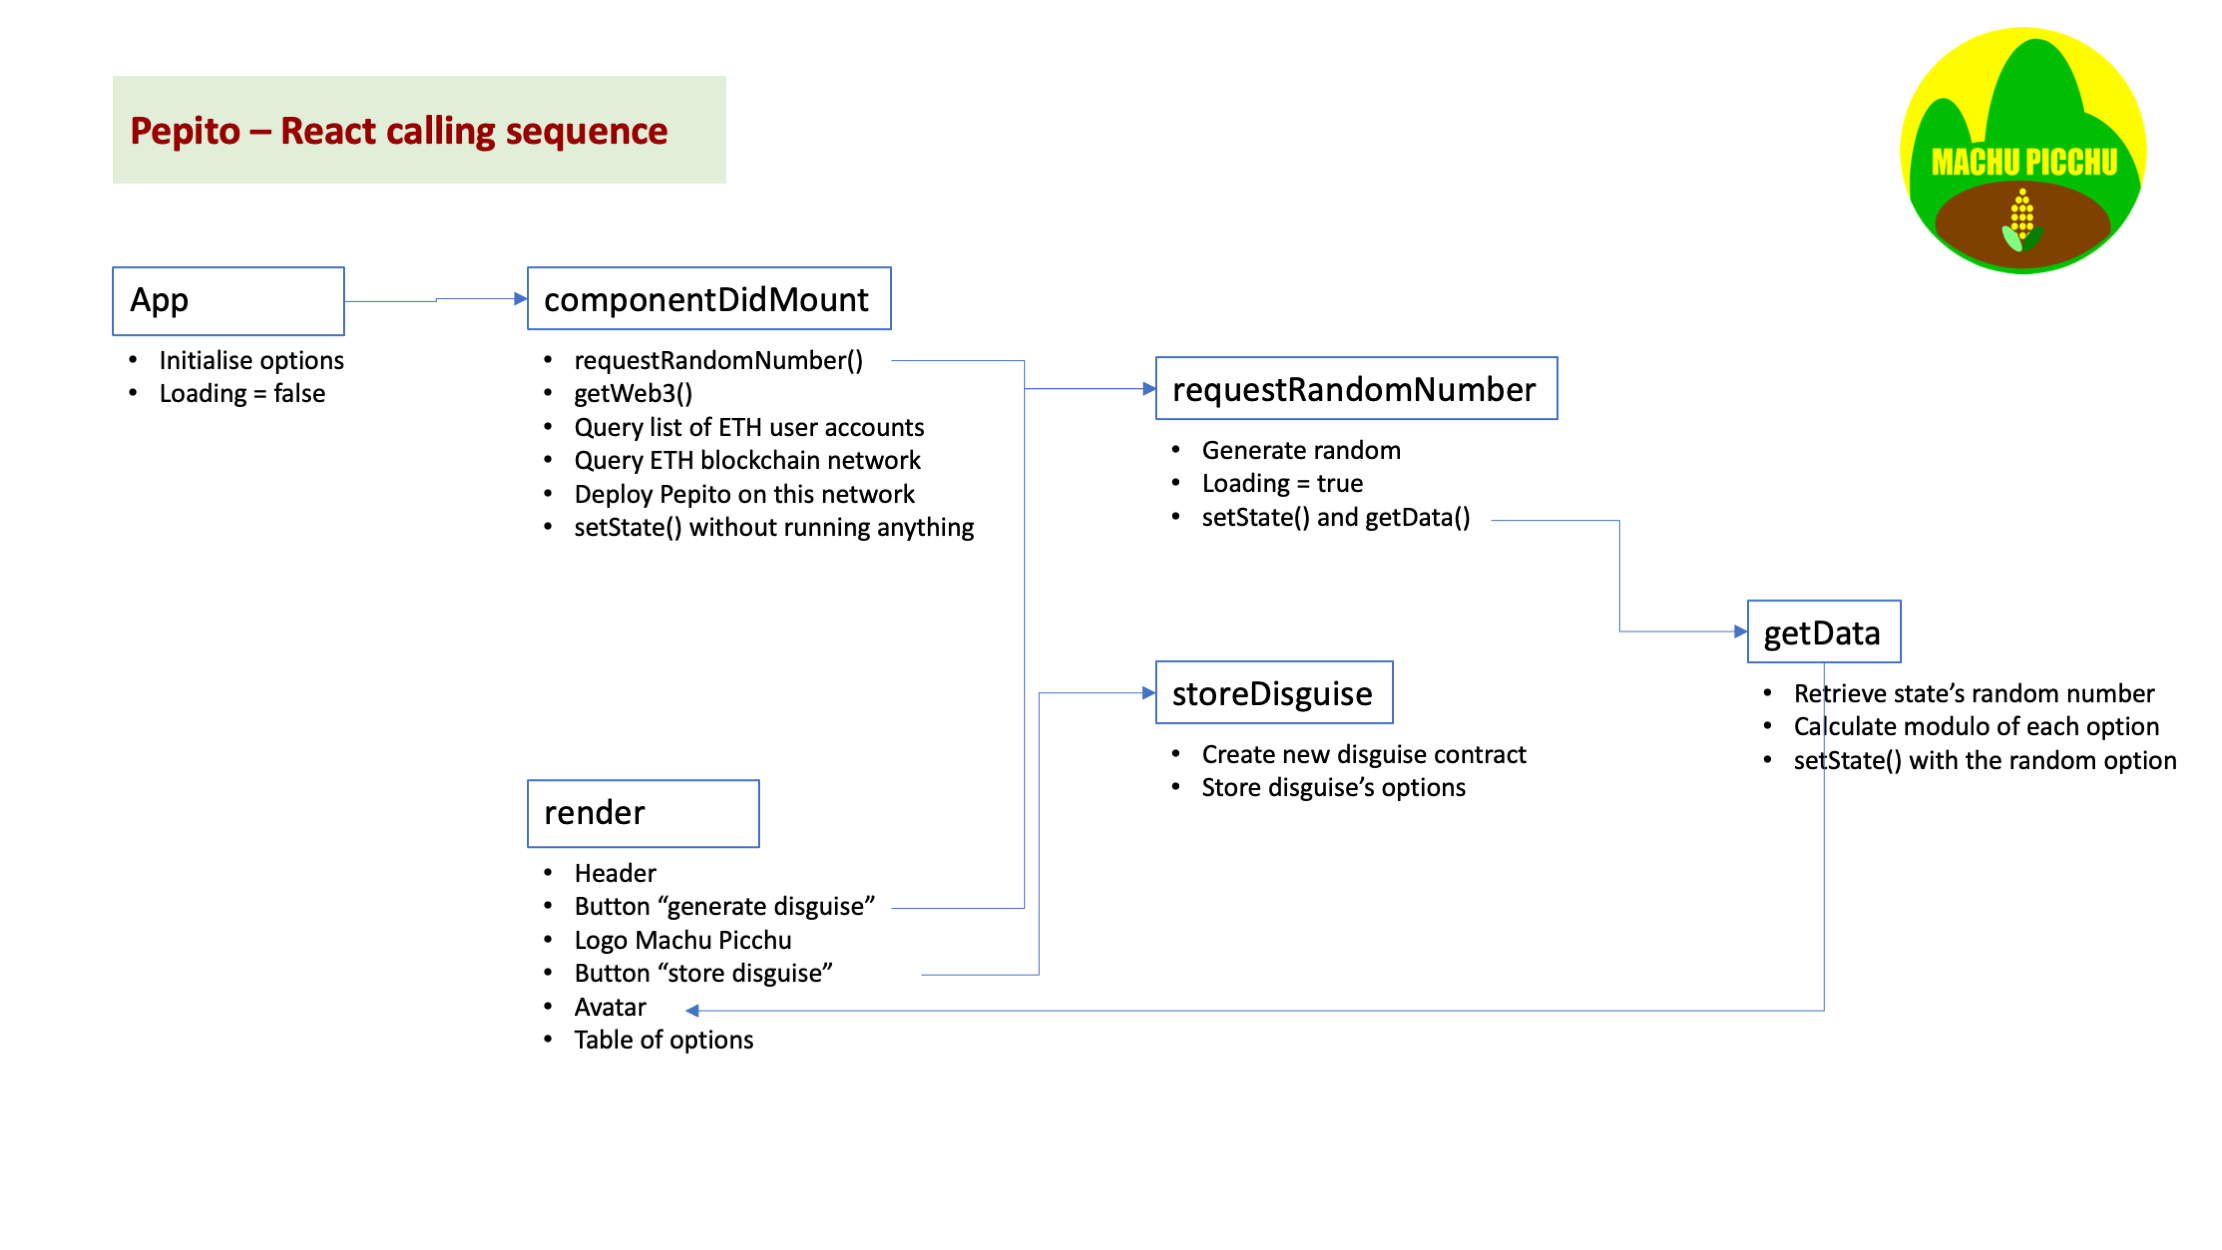 Pepito – React calling sequence
MACHU PICCHU
App
• Initialise options
• Loading = false
componentDidMount
• requestRandomNumber()
• getWeb3()
• Query list of ETH user accounts
• Query ETH blockchain network
• Deploy Pepito on this network
• setState() without running anything
requestRandomNumber
• Generate random
• Loading = true
• setState() and getData()
getData
• Retrieve state’s random number
• Calculate modulo of each option
• setState() with the random option
storeDisguise
• Create new disguise contract
• Store disguise’s options
render
• Header
• Button “generate disguise”
• Logo Machu Picchu
• Button “store disguise”
• Avatar
• Table of options